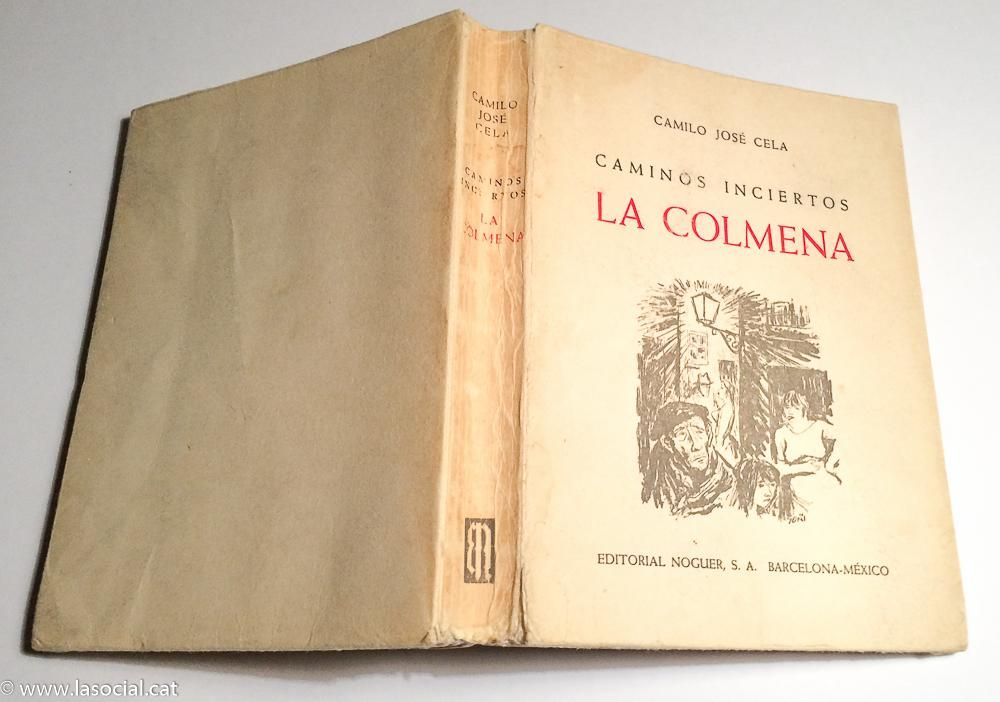 CAMILO
JOSÉ
CELA
CAMINOS
INCIERTOS
LA
COLMENA
CAMILO JOSÉ CELA
CAMINOS INCIERTOS
LA COLMENA
EDITORIAL NOGUER, S. A. BARCELONA-MÉXICO
© www.lasocial.cat